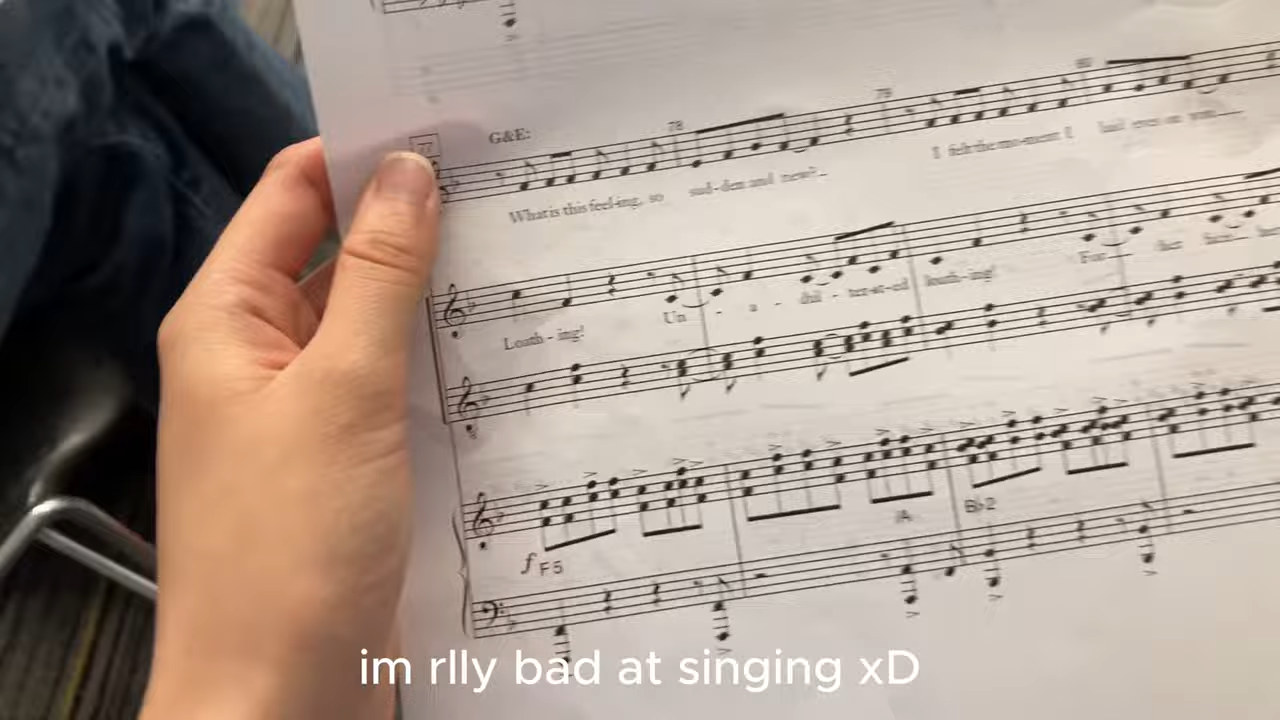 77
G&E:
78
79
80
What is this feel-ing, so sud-den and new?
I felt the mo-ment I laid eyes on you
Loath-ing! Un - a - dul - ter-at-ed loath-ing!
For her
f F5
/A
B♭2
im rlly bad at singing xD